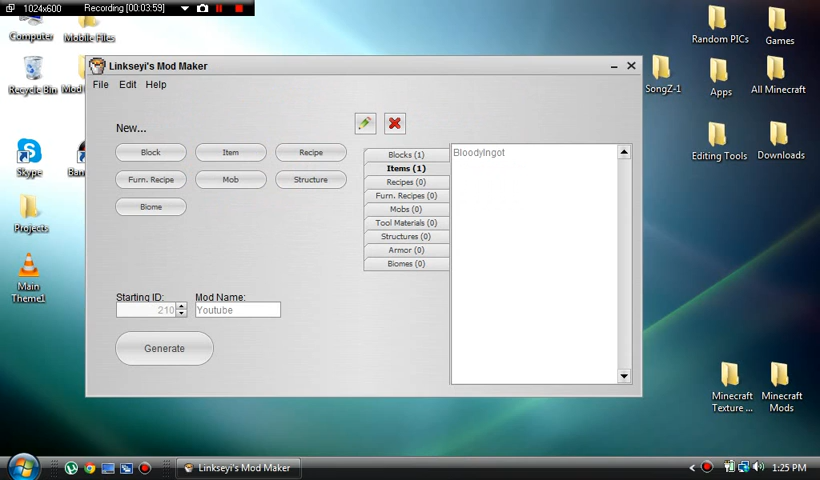 1024x600 Recording [00:03:59]
Computer
Mobile Files
Random PICs
Games
Recycle Bin
Mod
SongZ-1
Apps
All Minecraft
Skype
Ban
Editing Tools
Downloads
Projects
Main
Theme1
Minecraft
Texture ...
Minecraft
Mods
Linkseyi's Mod Maker
File Edit Help
New...
Block Item Recipe
Furn. Recipe Mob Structure
Biome
Blocks (1)
Items (1)
Recipes (0)
Furn. Recipes (0)
Mobs (0)
Tool Materials (0)
Structures (0)
Armor (0)
Biomes (0)
BloodyIngot
Starting ID: Mod Name:
210 Youtube
Generate
Linkseyi's Mod Maker
1:25 PM